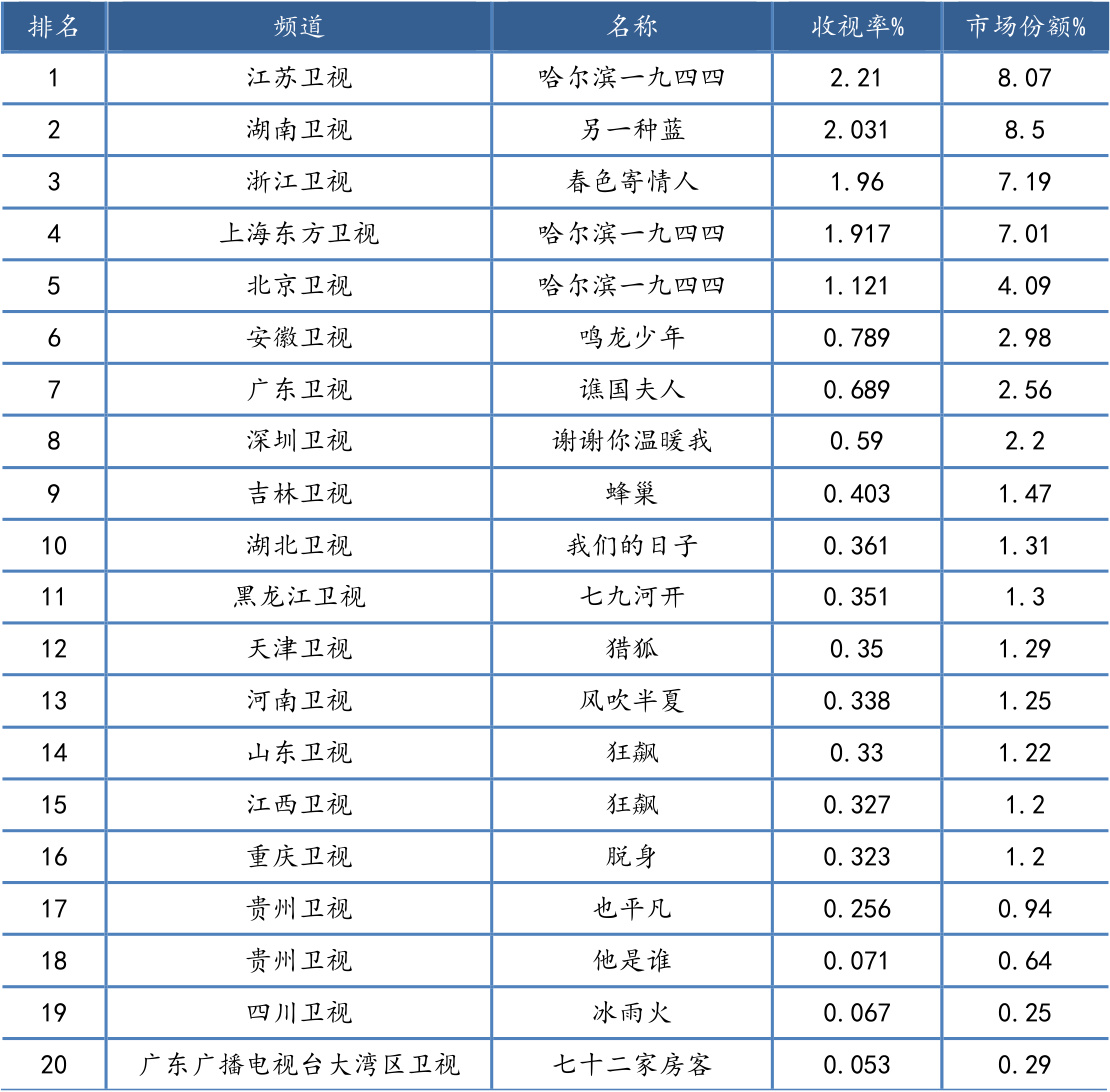 排名 频道 名称 收视率% 市场份额%
1 江苏卫视 哈尔滨一九四四 2.21 8.07
2 湖南卫视 另一种蓝 2.031 8.5
3 浙江卫视 春色寄情人 1.96 7.19
4 上海东方卫视 哈尔滨一九四四 1.917 7.01
5 北京卫视 哈尔滨一九四四 1.121 4.09
6 安徽卫视 鸣龙少年 0.789 2.98
7 广东卫视 谯国夫人 0.689 2.56
8 深圳卫视 谢谢你温暖我 0.59 2.2
9 吉林卫视 蜂巢 0.403 1.47
10 湖北卫视 我们的日子 0.361 1.31
11 黑龙江卫视 七九河开 0.351 1.3
12 天津卫视 猎狐 0.35 1.29
13 河南卫视 风吹半夏 0.338 1.25
14 山东卫视 狂飙 0.33 1.22
15 江西卫视 狂飙 0.327 1.2
16 重庆卫视 脱身 0.323 1.2
17 贵州卫视 也平凡 0.256 0.94
18 贵州卫视 他是谁 0.071 0.64
19 四川卫视 冰雨火 0.067 0.25
20 广东广播电视台大湾区卫视 七十二家房客 0.053 0.29